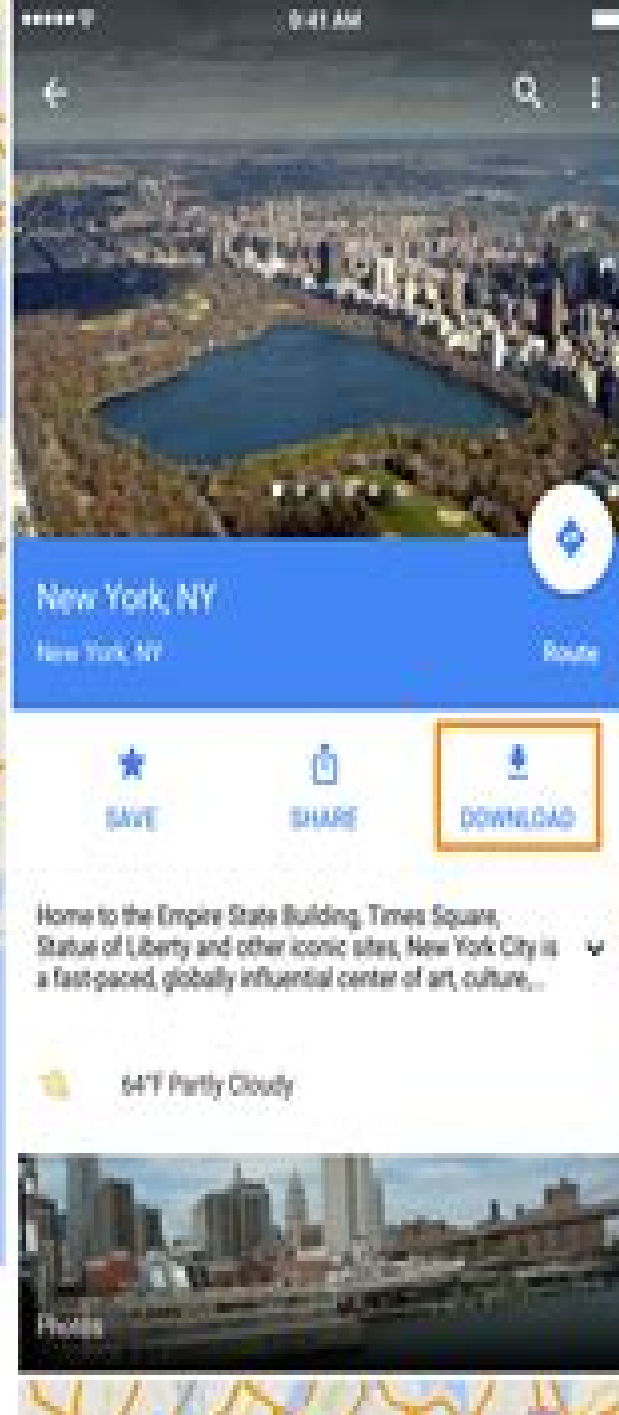 9:41 AM
New York, NY
New York, NY
Route
SAVE
SHARE
DOWNLOAD
Home to the Empire State Building, Times Square,
Statue of Liberty and other iconic sites, New York City is
a fast-paced, globally influential center of art, culture,...
64°F Partly Cloudy
Photos